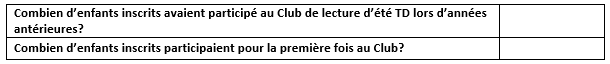 Combien d’enfants inscrits avaient participé au Club de lecture d’été TD lors d’années
antérieures?
Combien d’enfants inscrits participaient pour la première fois au Club?